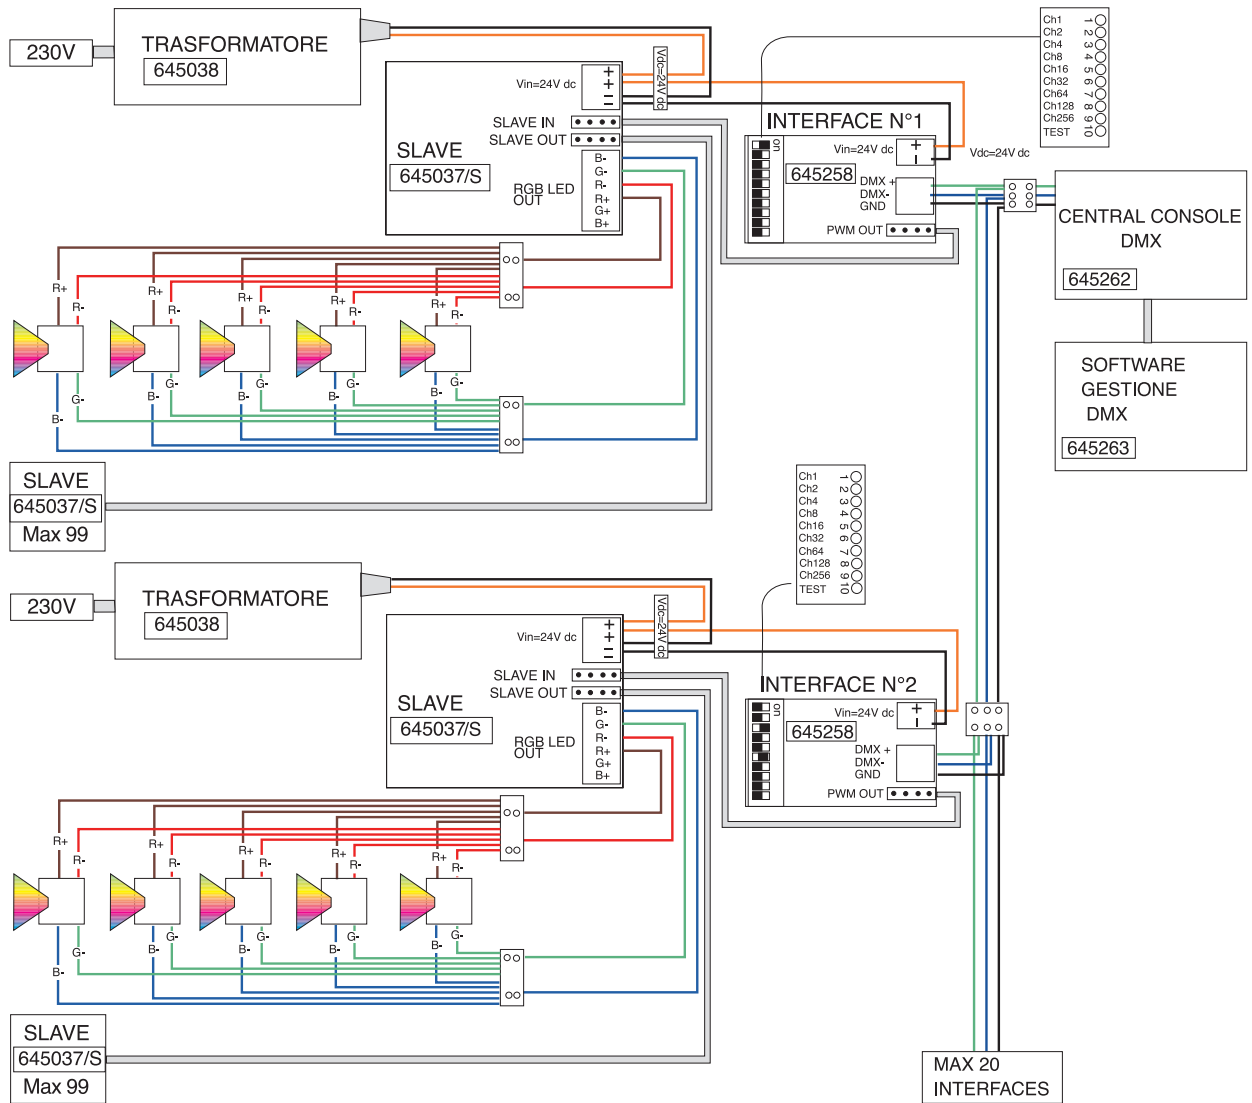 230V
TRASFORMATORE
645038
Vin=24V dc
+
+
–
–
Vdc=24V dc
SLAVE IN
SLAVE OUT
SLAVE
645037/S
RGB LED
OUT
B-
G-
R-
R+
G+
B+
INTERFACE N°1
on
Vin=24V dc
+
–
Vdc=24V dc
645258
DMX +
DMX-
GND
PWM OUT
Ch1 1
Ch2 2
Ch4 3
Ch8 4
Ch16 5
Ch32 6
Ch64 7
Ch128 8
Ch256 9
TEST 10
CENTRAL CONSOLE
DMX
645262
SOFTWARE
GESTIONE
DMX
645263
R+
R-
R+
R-
R+
R-
R+
R-
R+
R-
B-
G-
B-
G-
B-
G-
B-
G-
B-
G-
SLAVE
645037/S
Max 99
230V
TRASFORMATORE
645038
Vin=24V dc
+
+
–
–
Vdc=24V dc
SLAVE IN
SLAVE OUT
SLAVE
645037/S
RGB LED
OUT
B-
G-
R-
R+
G+
B+
Ch1 1
Ch2 2
Ch4 3
Ch8 4
Ch16 5
Ch32 6
Ch64 7
Ch128 8
Ch256 9
TEST 10
INTERFACE N°2
on
Vin=24V dc
+
–
645258
DMX +
DMX-
GND
PWM OUT
R+
R-
R+
R-
R+
R-
R+
R-
R+
R-
B-
G-
B-
G-
B-
G-
B-
G-
B-
G-
SLAVE
645037/S
Max 99
MAX 20
INTERFACES